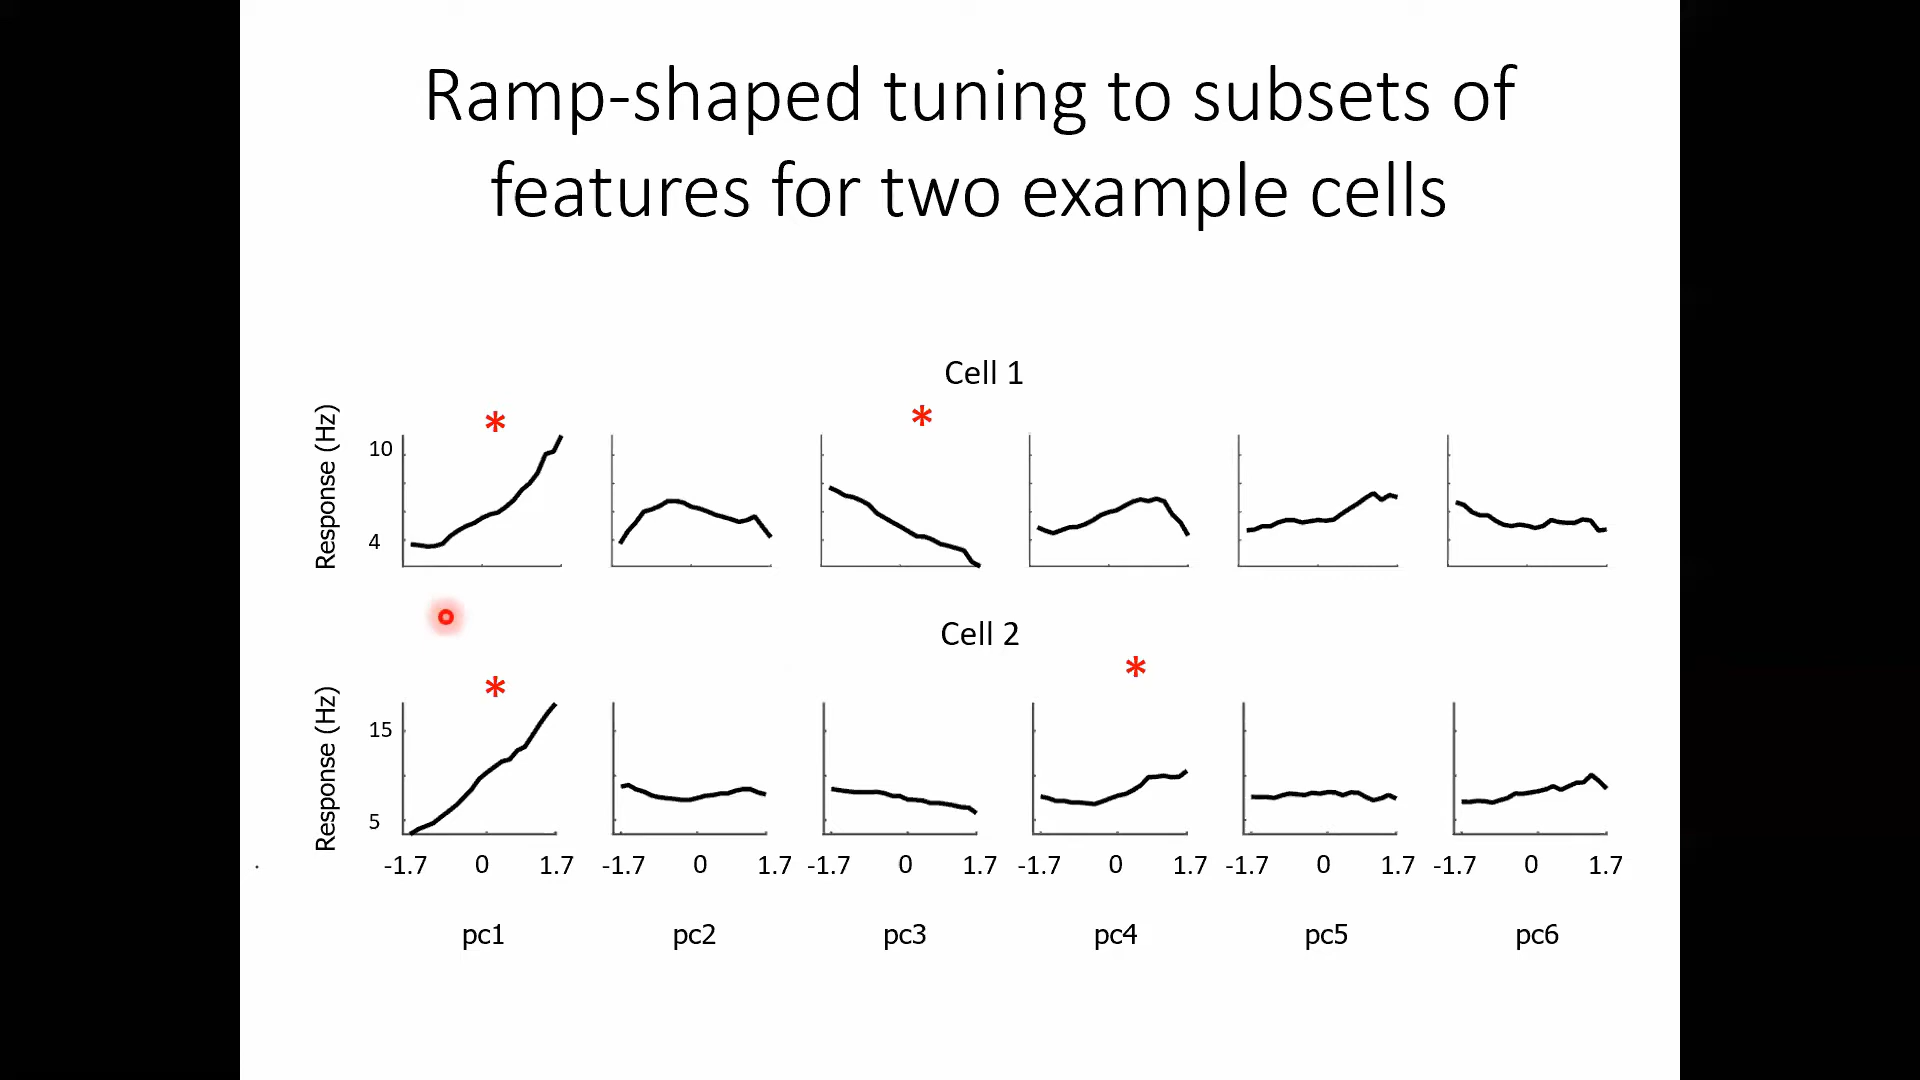 Ramp-shaped tuning to subsets of
features for two example cells
Cell 1
* *
Response (Hz)
10
4
Cell 2
* *
Response (Hz)
15
5
-1.7 0 1.7 -1.7 0 1.7 -1.7 0 1.7 -1.7 0 1.7 -1.7 0 1.7 -1.7 0 1.7
pc1 pc2 pc3 pc4 pc5 pc6